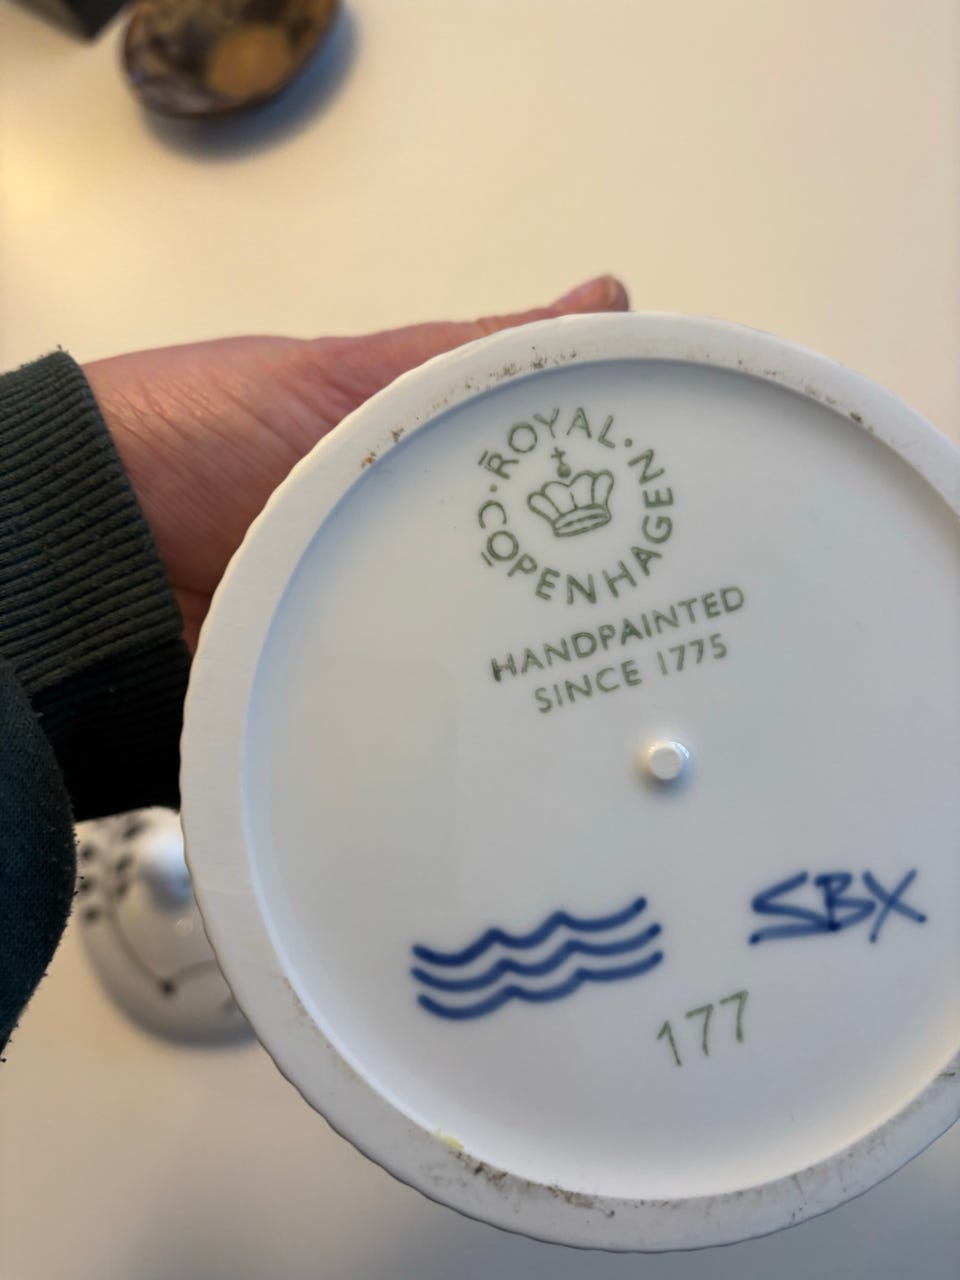 ROYAL
COPENHAGEN
HANDPAINTED
SINCE 1775
SBX
177